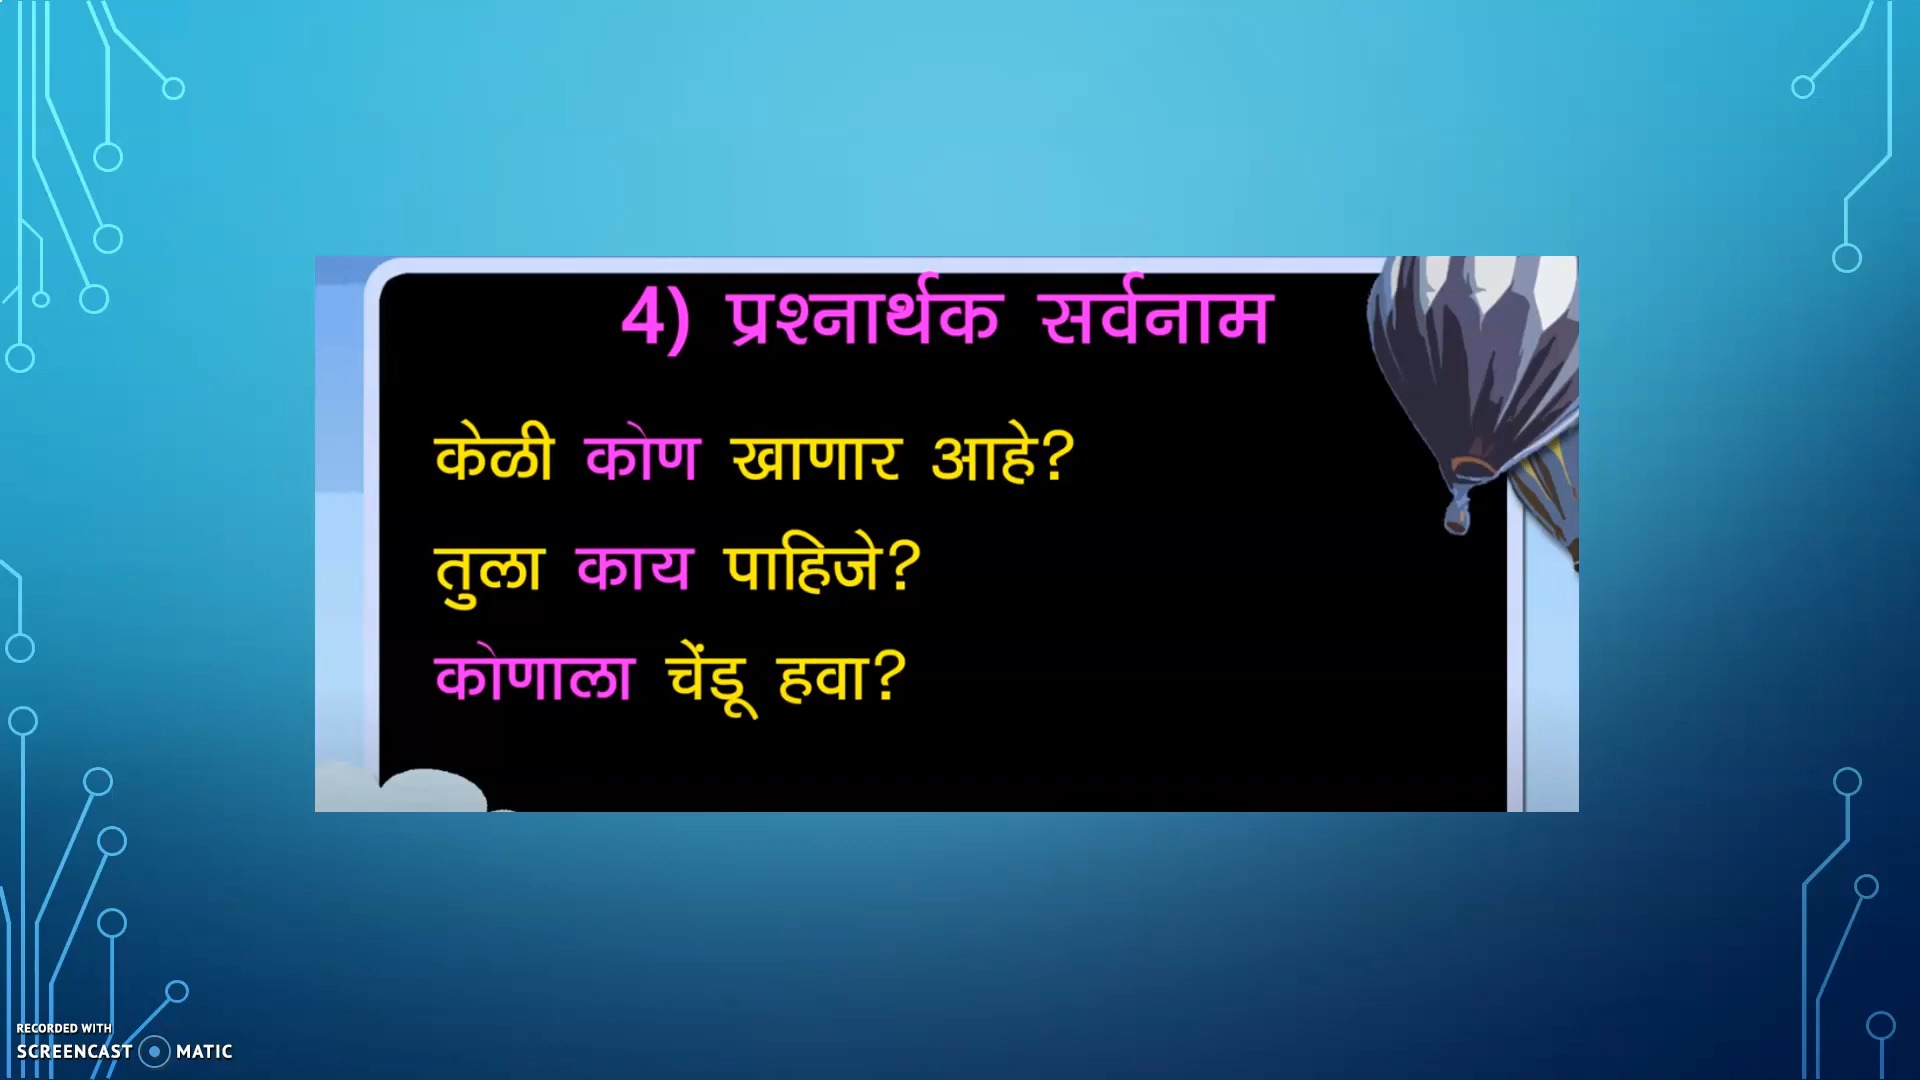 4) प्रश्नार्थक सर्वनाम
केळी कोण खाणार आहे?
तुला काय पाहिजे?
कोणाला चेंडू हवा?
RECORDED WITH
SCREENCAST MATIC